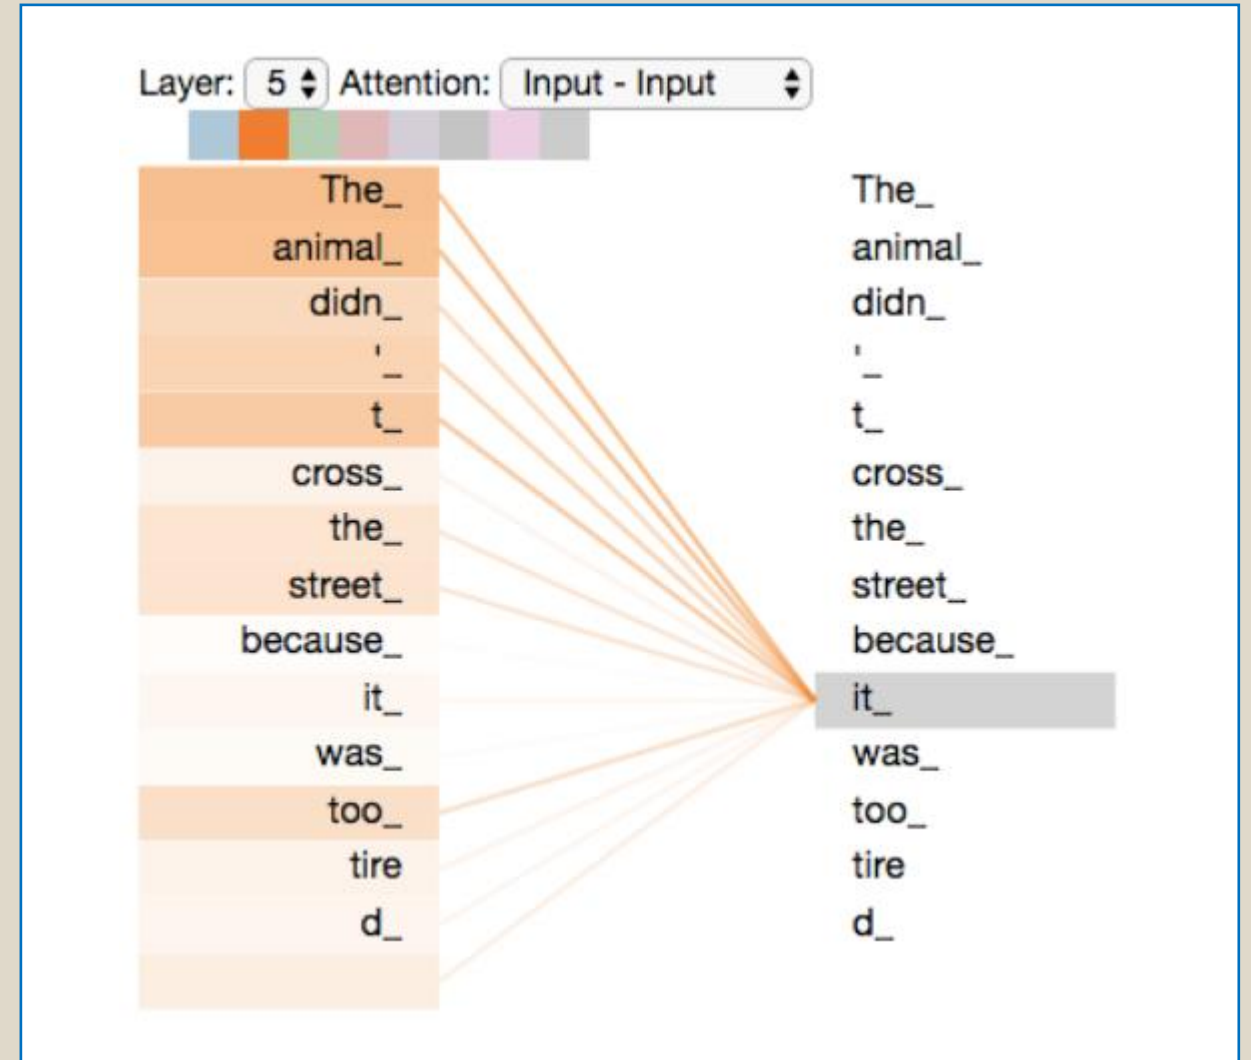 Layer: 5 Attention: Input - Input
The_ The_
animal_ animal_
didn_ didn_
'_ '_
t_ t_
cross_ cross_
the_ the_
street_ street_
because_ because_
it_ it_
was_ was_
too_ too_
tire tire
d_ d_